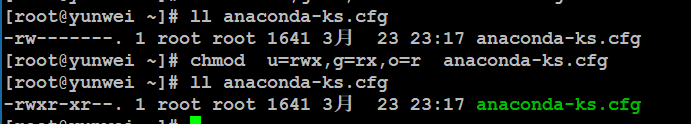 [root@yunwei ~]# ll anaconda-ks.cfg
-rw-------. 1 root root 1641 3月  23 23:17 anaconda-ks.cfg
[root@yunwei ~]# chmod  u=rwx,g=rx,o=r  anaconda-ks.cfg
[root@yunwei ~]# ll anaconda-ks.cfg
-rwxr-xr--. 1 root root 1641 3月  23 23:17 anaconda-ks.cfg
[root@yunwei ~]#